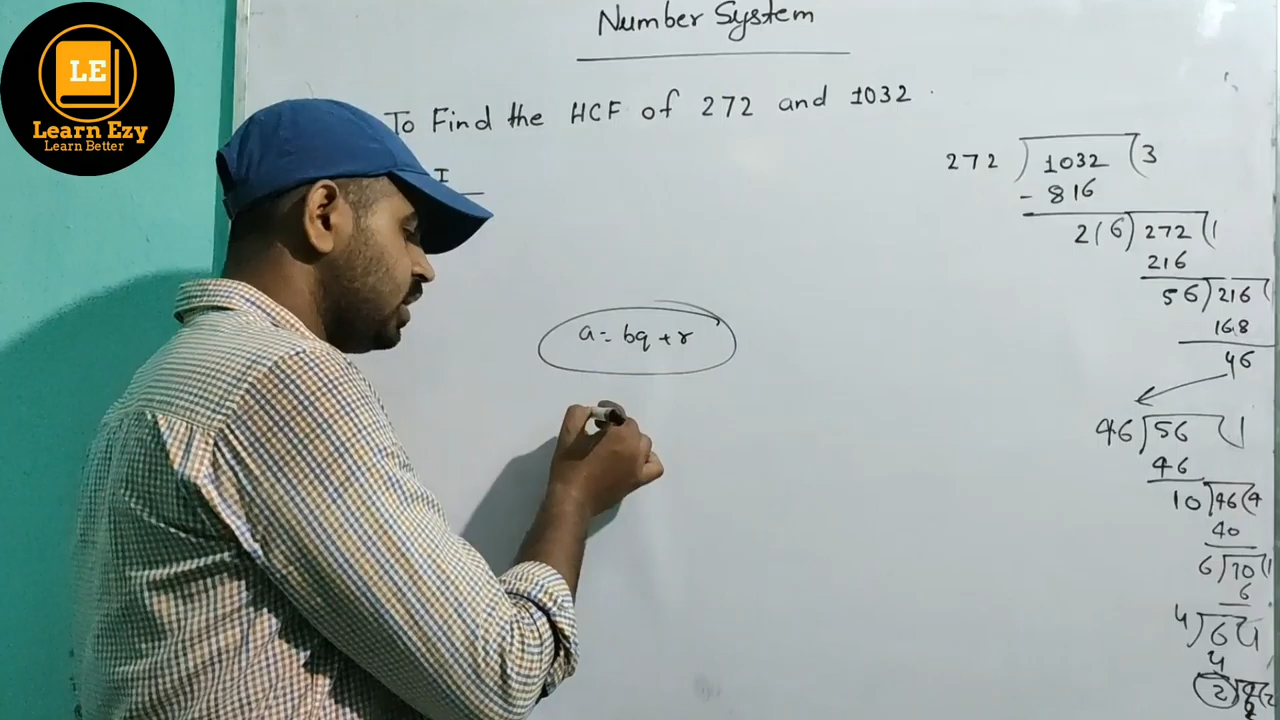 LE
Learn Ezy
Learn Better
Number System
To Find the HCF of 272 and 1032 .
I
a = bq + r
272 ) 1032 ( 3
- 816
216 ) 272 ( 1
216
56 ) 216 (
168
46
46 ) 56 ( 1
46
10 ) 46 ( 4
40
6 ) 10 ( 1
6
4 ) 6 ( 1
4
2